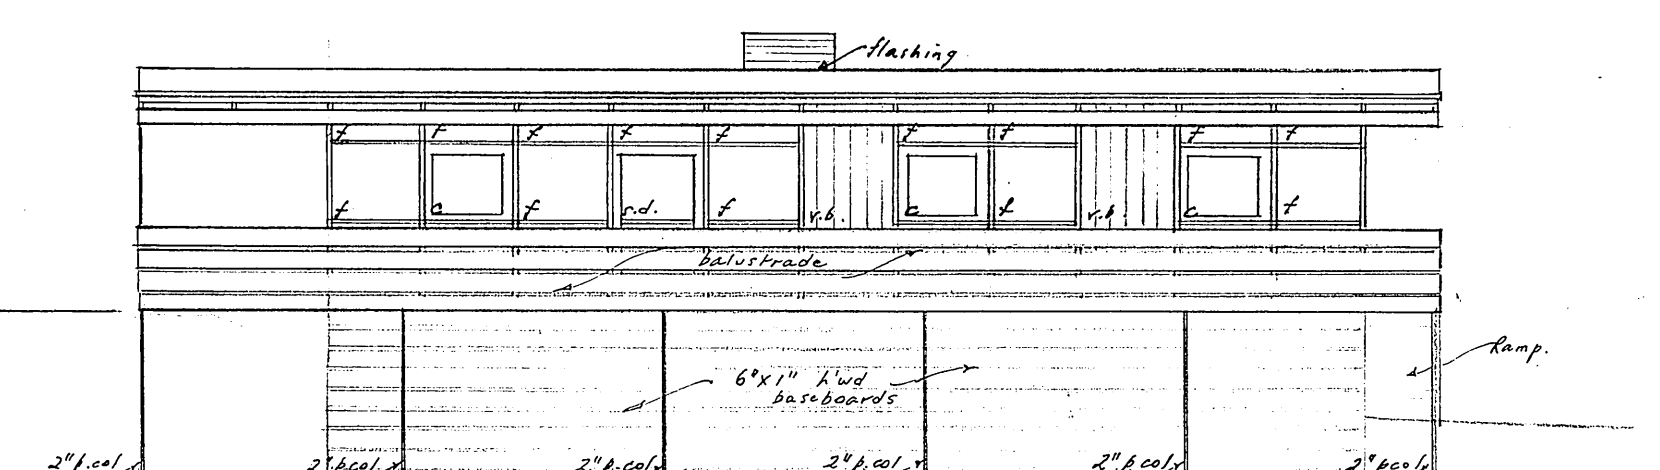 flashing
f f f f f f f f f
f c f s.d. f v.b. c f v.b. c f
balustrade
Ramp.
6"x1" h'wd
baseboards
2"p.col 2"p.col 2"p.col 2"p.col 2"p.col 2"p.col